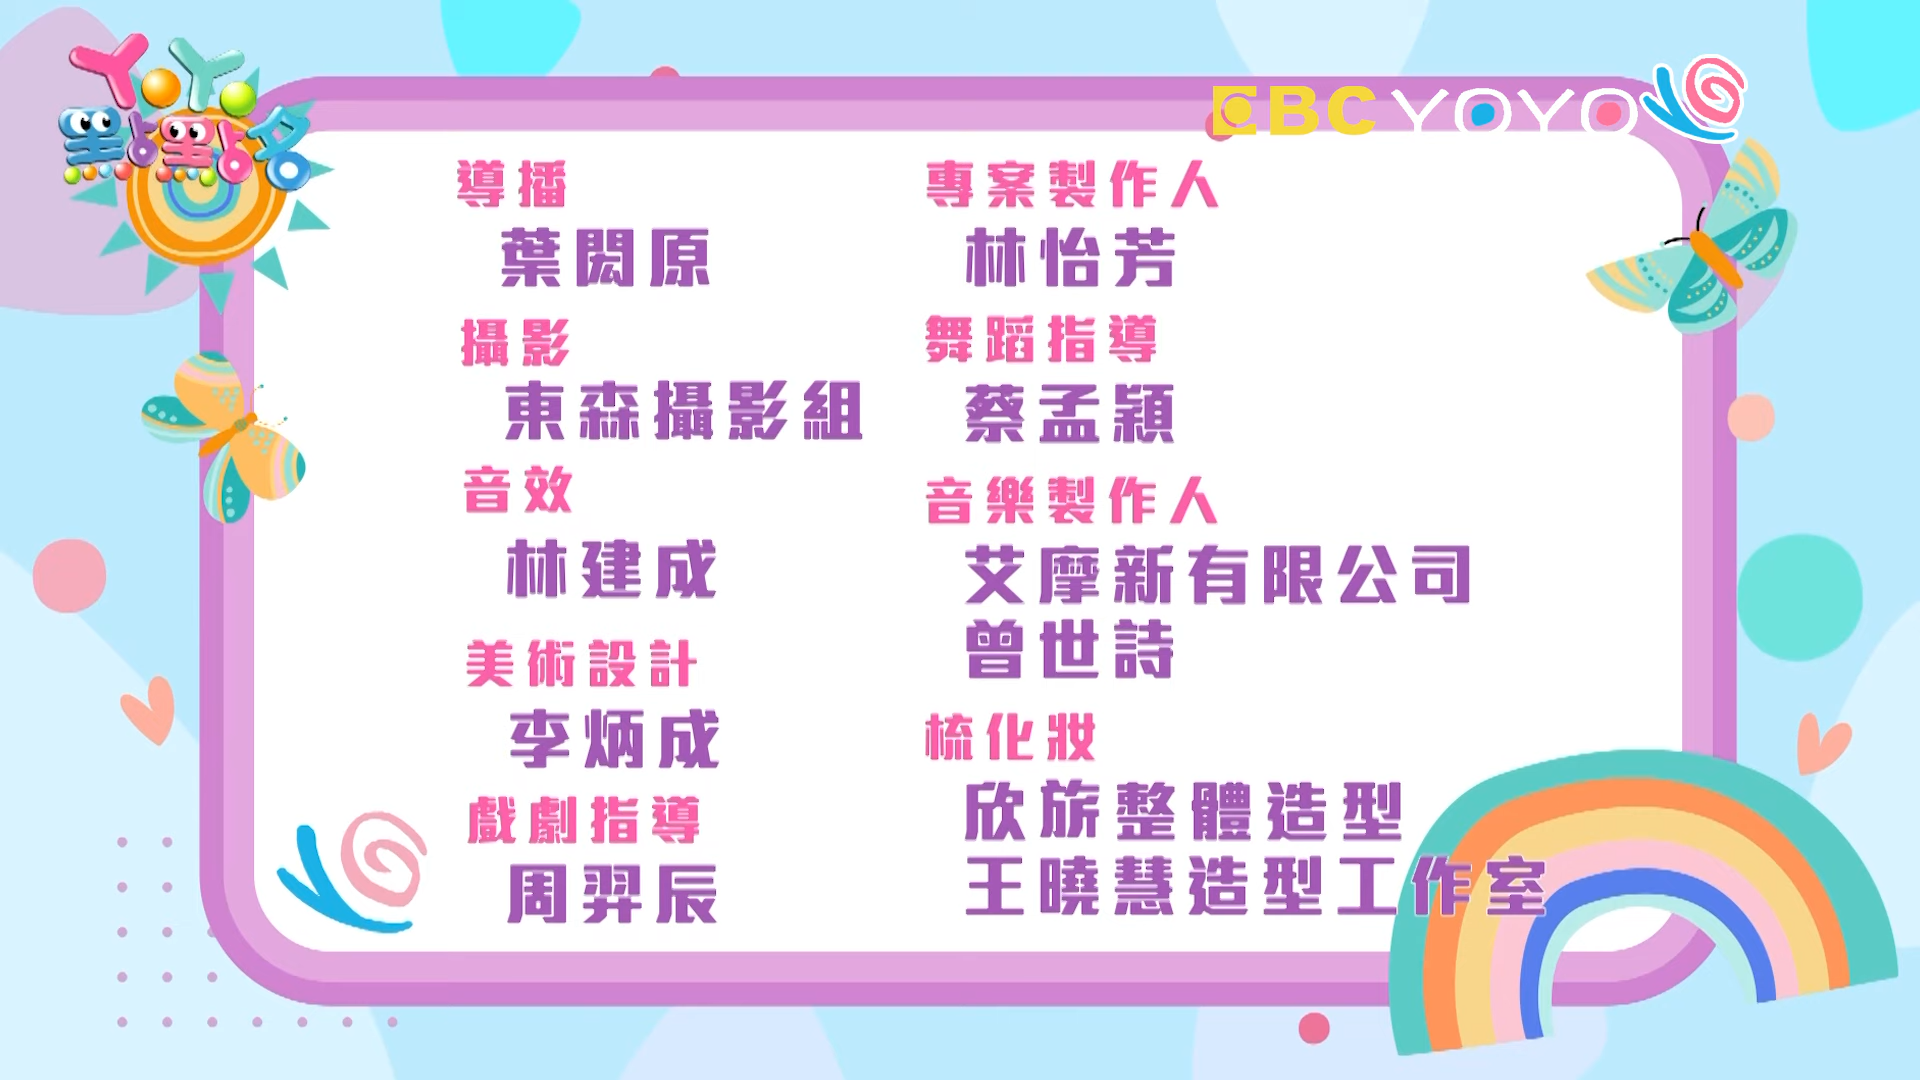 YOYO
點點名
EBC YOYO
導播
葉閎原
攝影
東森攝影組
音效
林建成
美術設計
李炳成
戲劇指導
周羿辰
專案製作人
林怡芳
舞蹈指導
蔡孟穎
音樂製作人
艾摩新有限公司
曾世詩
梳化妝
欣旂整體造型
王曉慧造型工作室